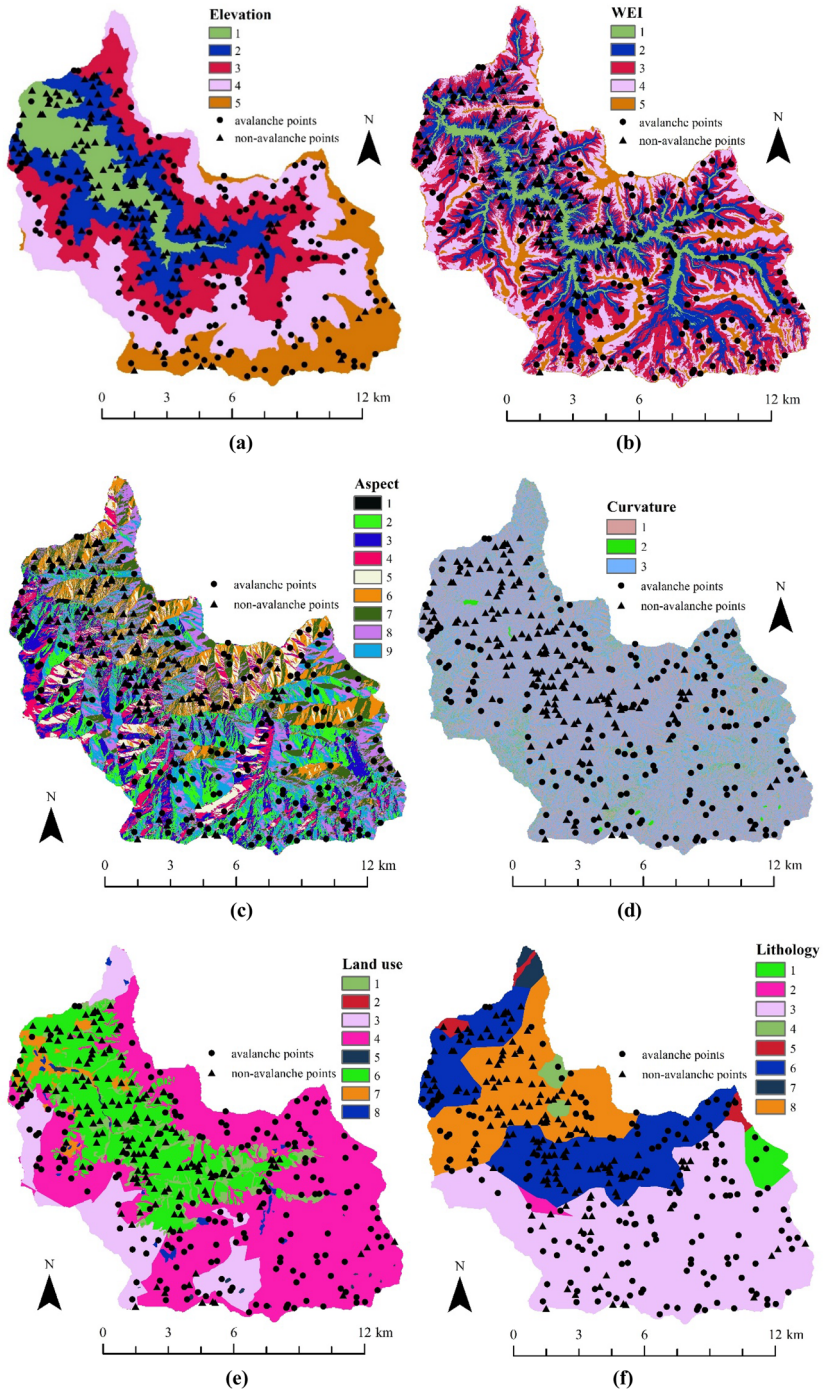 Elevation
1
2
3
4
5
avalanche points
non-avalanche points
N
0 3 6 9 12 km
(a)
WEI
1
2
3
4
5
avalanche points
non-avalanche points
N
0 3 6 9 12 km
(b)
Aspect
1
2
3
4
5
6
7
8
9
avalanche points
non-avalanche points
N
0 3 6 12 km
(c)
Curvature
1
2
3
avalanche points
non-avalanche points
N
0 3 6 12 km
(d)
Land use
1
2
3
4
5
6
7
8
avalanche points
non-avalanche points
N
0 3 6 12 km
(e)
Lithology
1
2
3
4
5
6
7
8
avalanche points
non-avalanche points
N
0 3 6 12 km
(f)